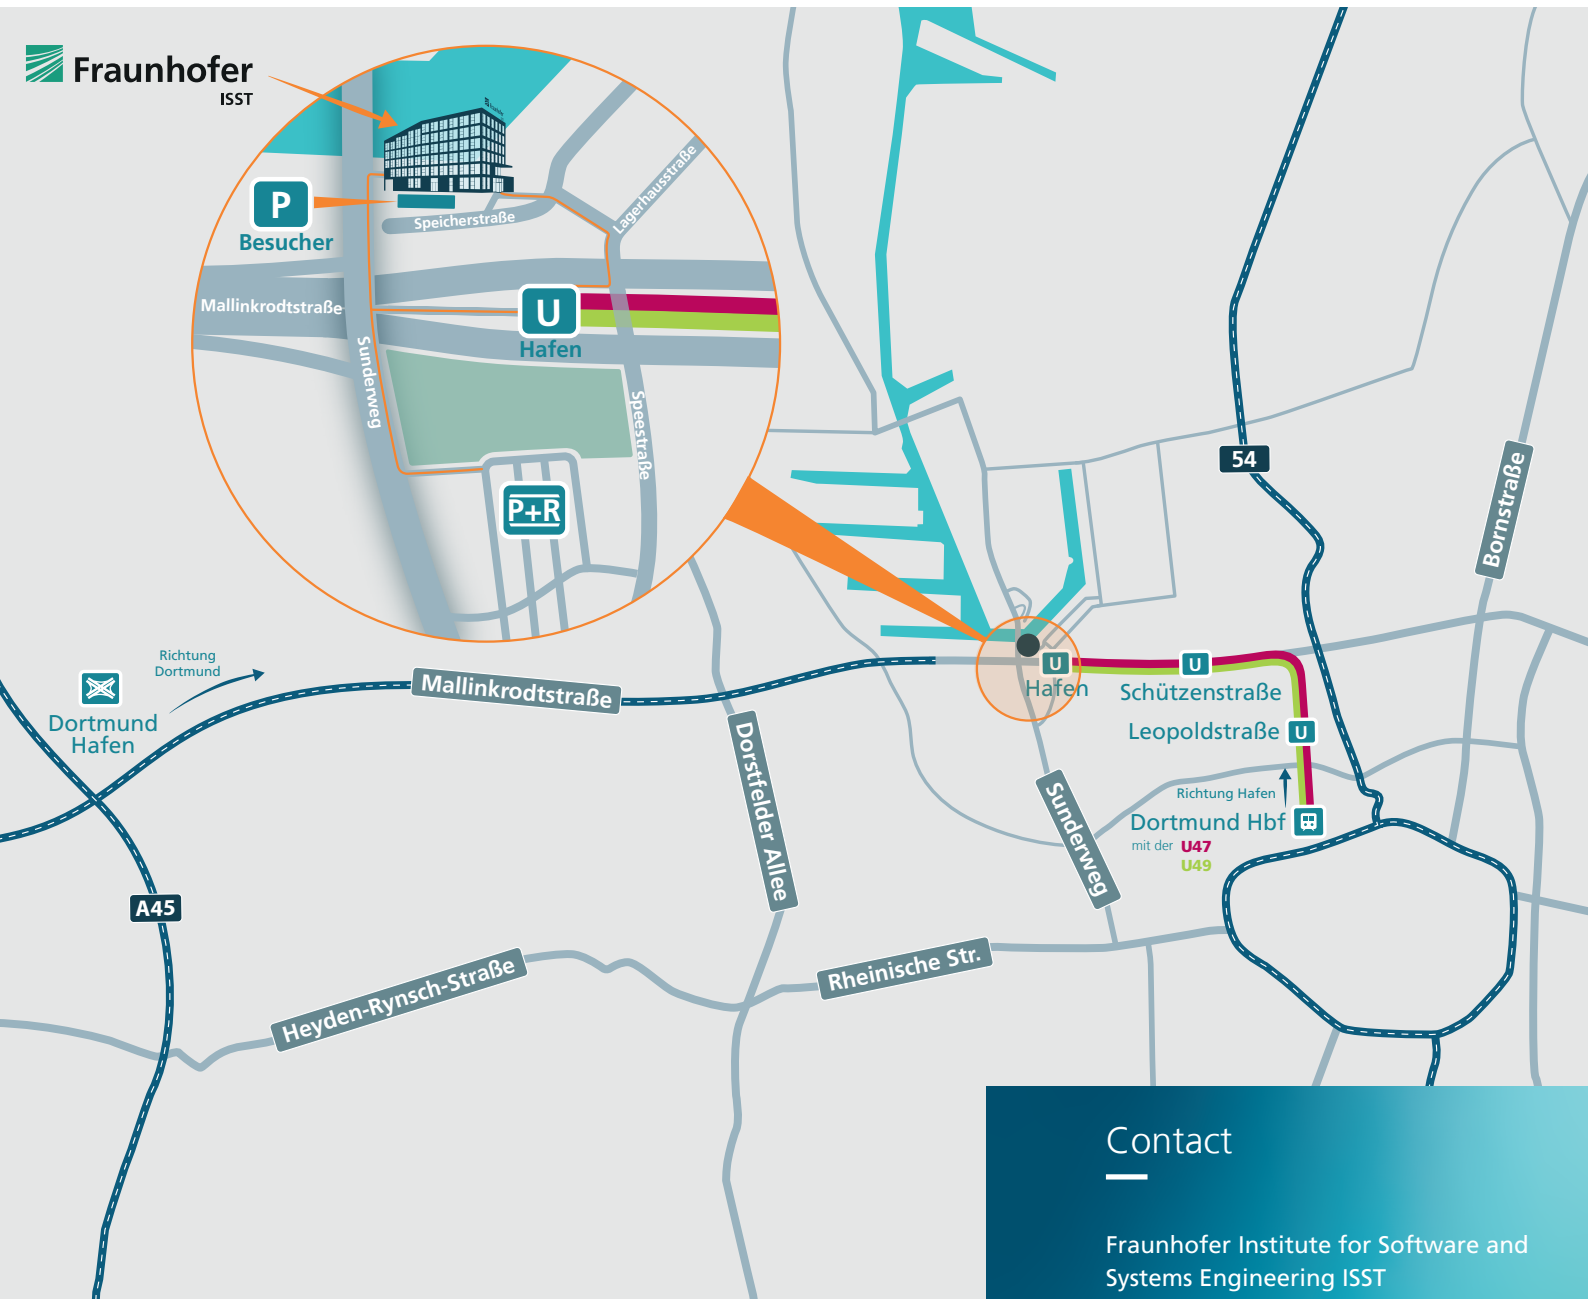 Fraunhofer
ISST
P
Besucher
Speicherstraße
Lagerhausstraße
Mallinkrodtstraße
U
Hafen
Sunderweg
Speestraße
P+R
54
Bornstraße
Richtung
Dortmund
Dortmund
Hafen
Mallinkrodtstraße
U
Hafen
U
Schützenstraße
Leopoldstraße
U
Dorstfelder Allee
Sunderweg
Richtung Hafen
Dortmund Hbf
mit der U47
U49
A45
Heyden-Rynsch-Straße
Rheinische Str.
Contact
Fraunhofer Institute for Software and
Systems Engineering ISST